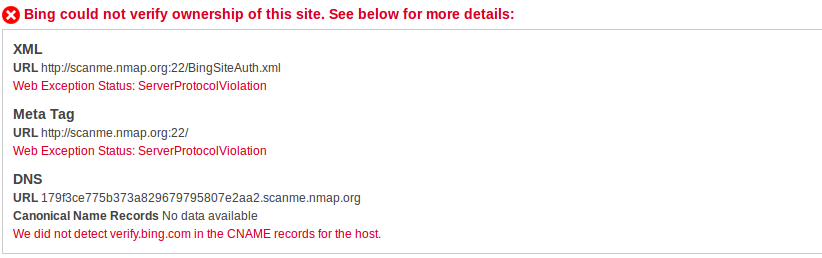 Bing could not verify ownership of this site. See below for more details:
XML
URL http://scanme.nmap.org:22/BingSiteAuth.xml
Web Exception Status: ServerProtocolViolation
Meta Tag
URL http://scanme.nmap.org:22/
Web Exception Status: ServerProtocolViolation
DNS
URL 179f3ce775b373a829679795807e2aa2.scanme.nmap.org
Canonical Name Records No data available
We did not detect verify.bing.com in the CNAME records for the host.